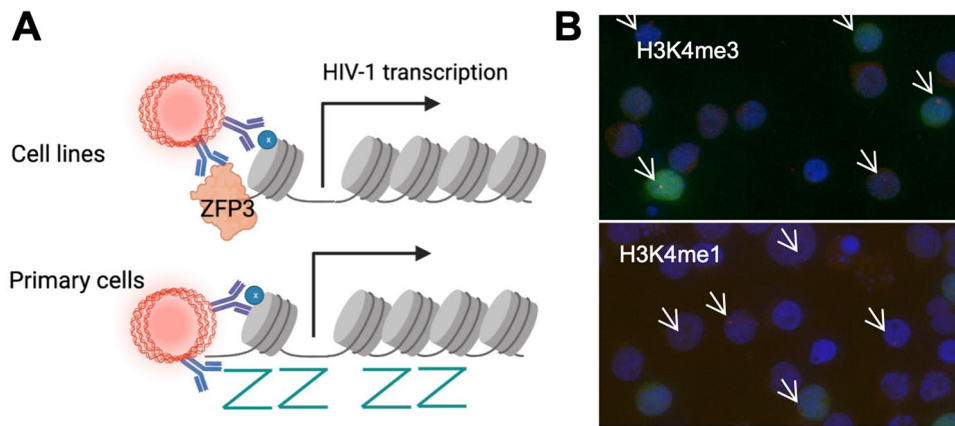 A
HIV-1 transcription
x
Cell lines
ZFP3
Primary cells
x
B
H3K4me3
H3K4me1